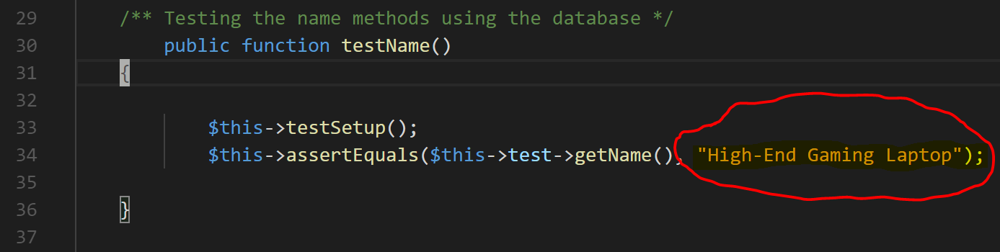 29 /** Testing the name methods using the database */
30 public function testName()
31 {
32
33 $this->testSetup();
34 $this->assertEquals($this->test->getName(), "High-End Gaming Laptop");
35
36 }
37